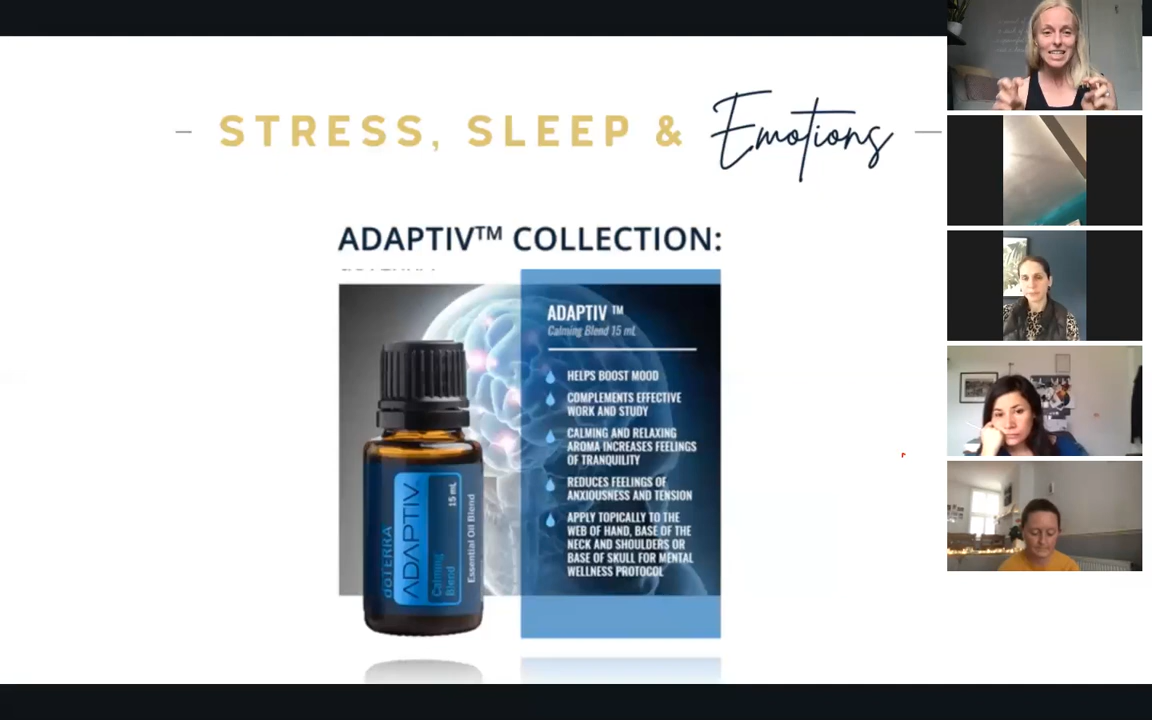 STRESS, SLEEP & Emotions
ADAPTIV™ COLLECTION:
ADAPTIV ™
Calming Blend 15 mL
HELPS BOOST MOOD
COMPLEMENTS EFFECTIVE
WORK AND STUDY
CALMING AND RELAXING
AROMA INCREASES FEELINGS
OF TRANQUILITY
REDUCES FEELINGS OF
ANXIOUSNESS AND TENSION
APPLY TOPICALLY TO THE
WEB OF HAND, BASE OF THE
NECK AND SHOULDERS OR
BASE OF SKULL FOR MENTAL
WELLNESS PROTOCOL
dōTERRA
ADAPTIV
15 mL
Calming
Blend
Essential Oil Blend